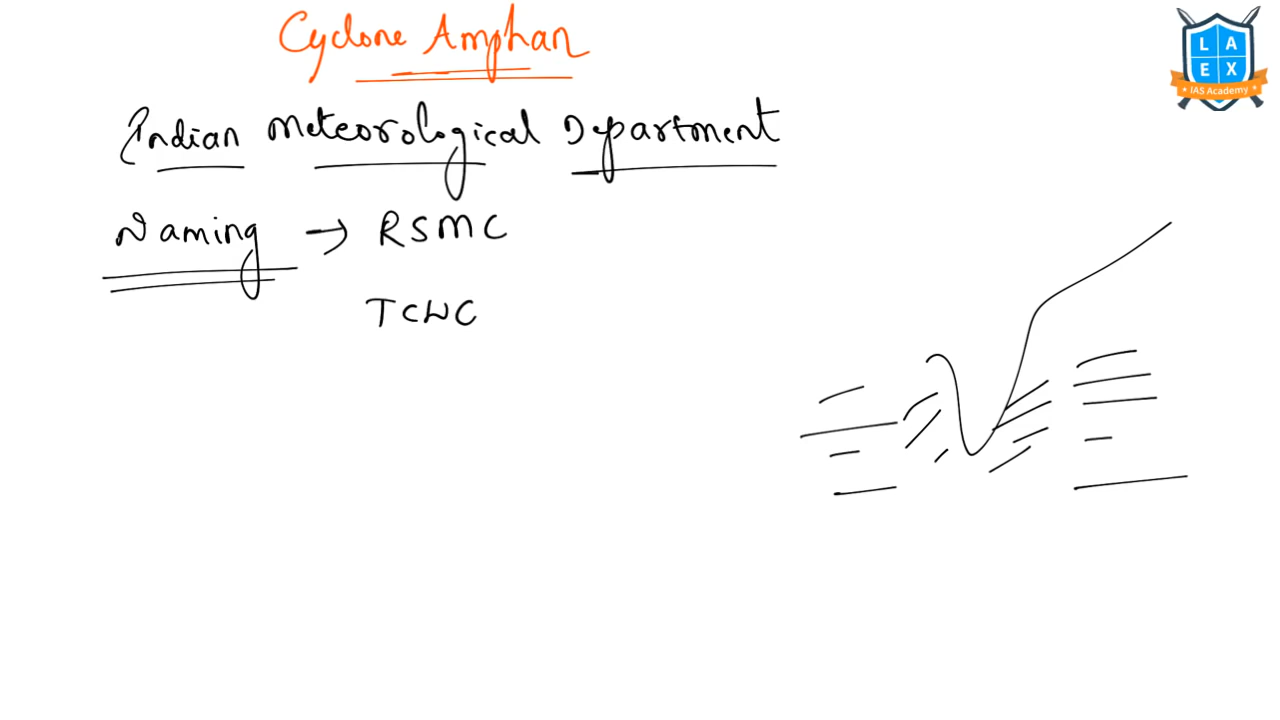 Cyclone Amphan
Indian Meteorological Department
Naming → RSMC
TCWC
L A
E X
IAS Academy